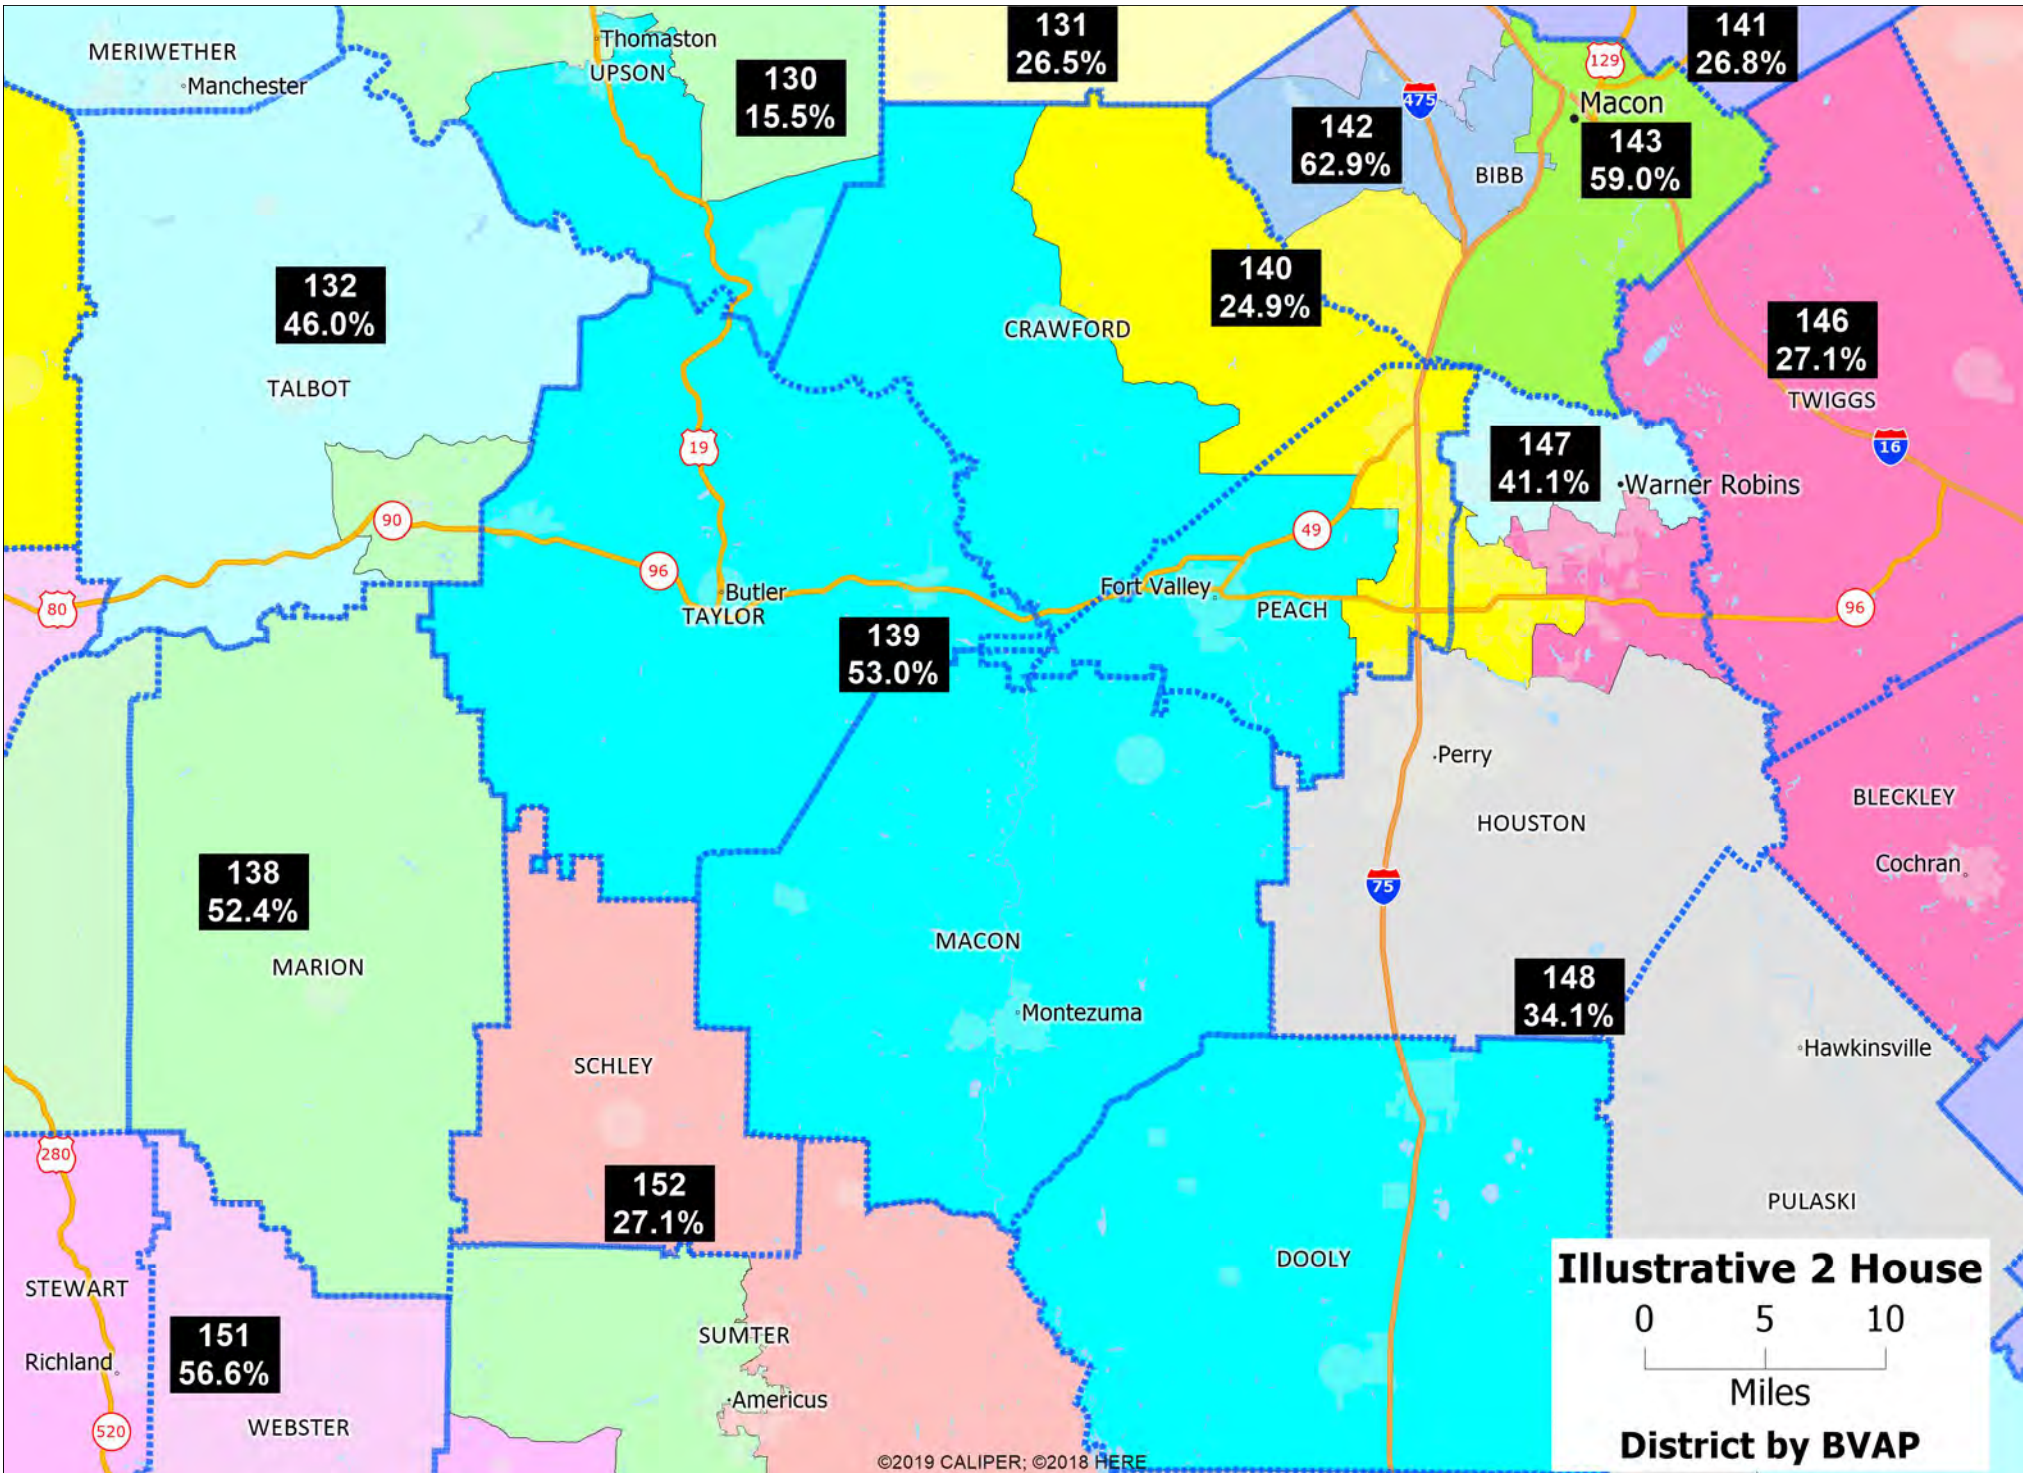 131
26.5%
141
26.8%
Thomaston
UPSON
MERIWETHER
Manchester
130
15.5%
129
475
Macon
142
62.9%
143
59.0%
BIBB
132
46.0%
140
24.9%
CRAWFORD
146
27.1%
TALBOT
TWIGGS
19
147
41.1%
16
Warner Robins
90
49
96
80
Butler
TAYLOR
Fort Valley
PEACH
96
139
53.0%
Perry
BLECKLEY
HOUSTON
Cochran
138
52.4%
75
MACON
MARION
148
34.1%
Montezuma
Hawkinsville
SCHLEY
280
152
27.1%
PULASKI
DOOLY
STEWART
SUMTER
151
56.6%
Richland
Americus
WEBSTER
520
Illustrative 2 House
0 5 10
Miles
District by BVAP
©2019 CALIPER; ©2018 HERE